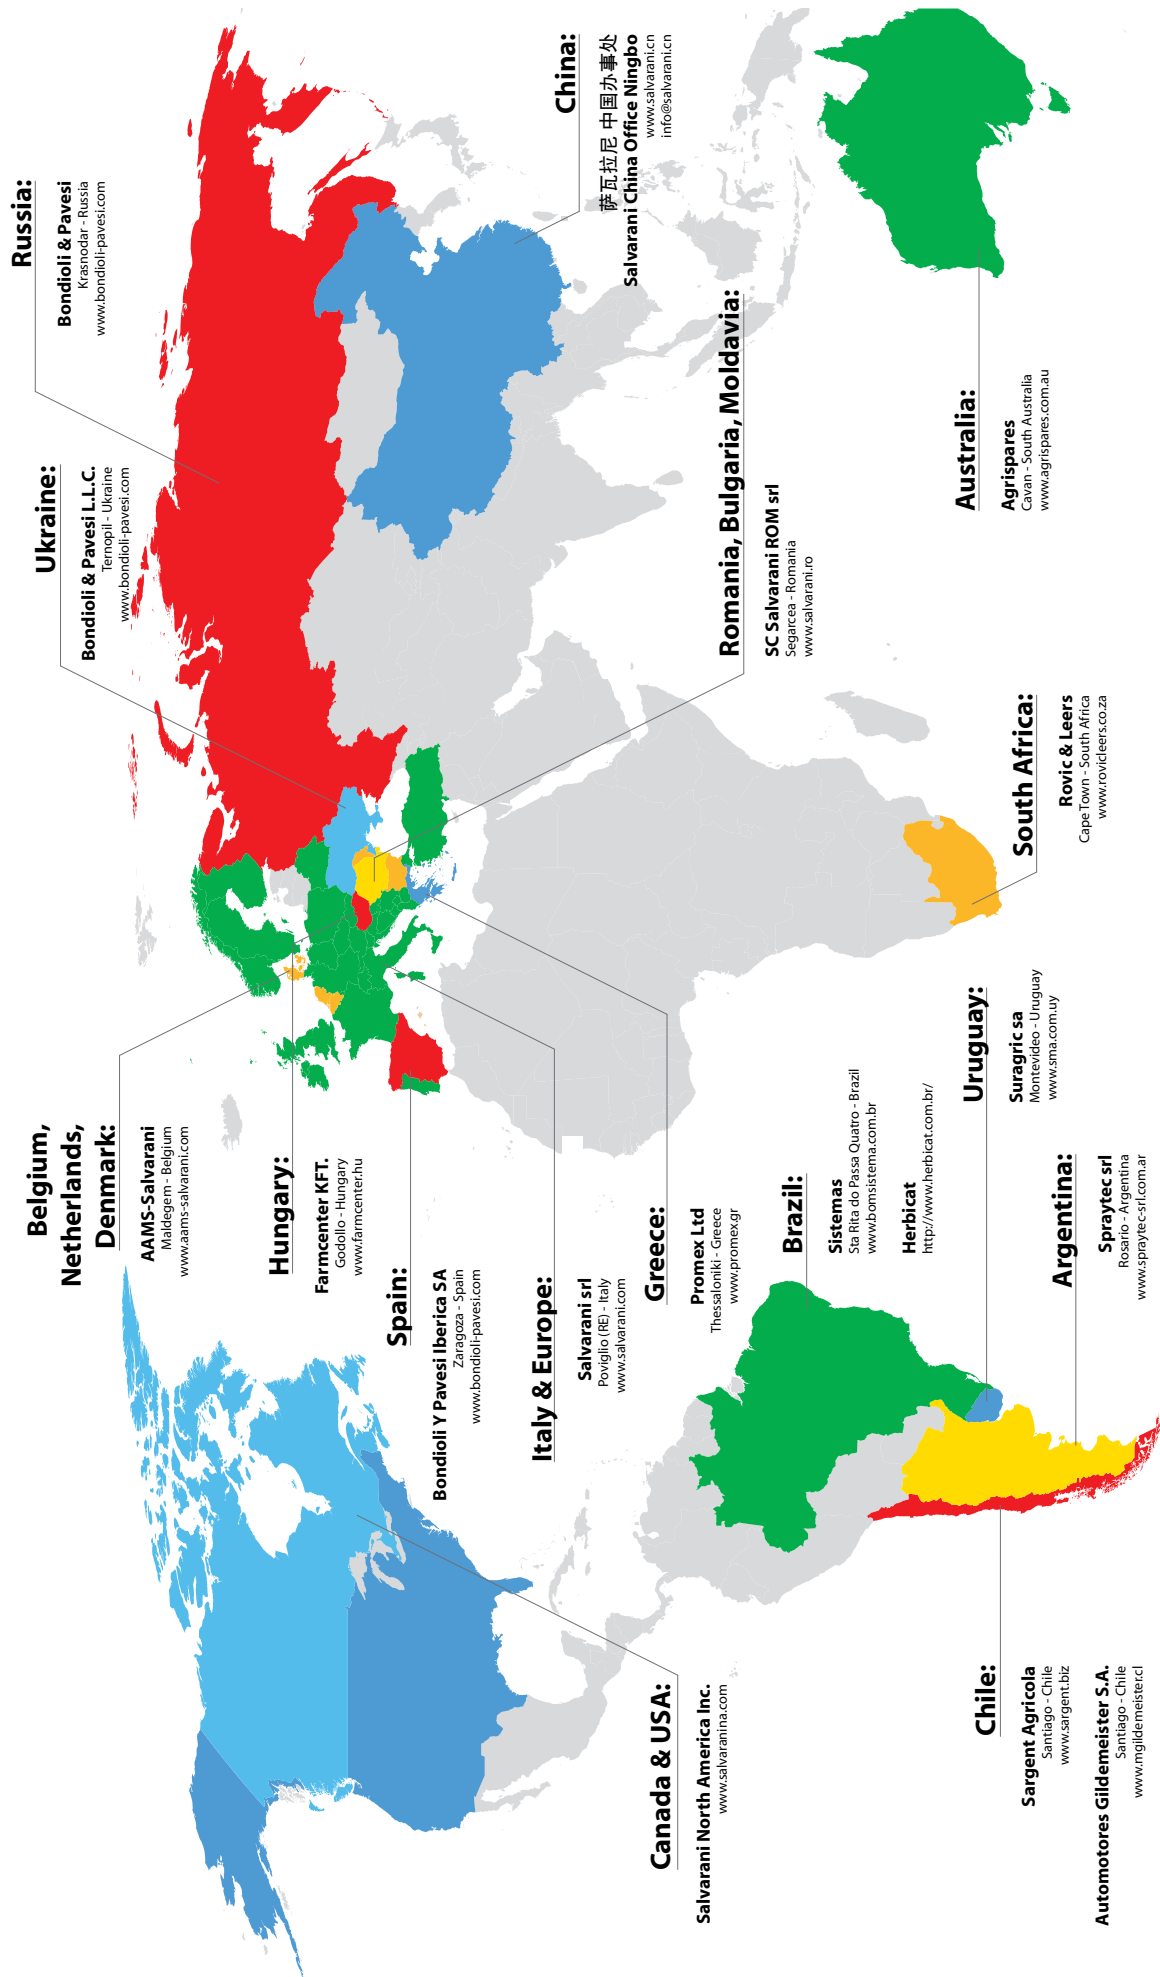 Russia:
Bondioli & Pavesi
Krasnodar - Russia
www.bondioli-pavesi.com
Ukraine:
Bondioli & Pavesi L.L.C.
Ternopil - Ukraine
www.bondioli-pavesi.com
Belgium,
Netherlands,
Denmark:
AAMS-Salvarani
Maldegem - Belgium
www.aams-salvarani.com
Hungary:
Farmcenter KFT.
Godollo - Hungary
www.farmcenter.hu
Spain:
Bondioli Y Pavesi Iberica SA
Zaragoza - Spain
www.bondioli-pavesi.com
Italy & Europe:
Salvarani srl
Poviglio (RE) - Italy
www.salvarani.com
Greece:
Promex Ltd
Thessaloniki - Greece
www.promex.gr
China:
萨瓦拉尼 中国办事处
Salvarani China Office Ningbo
www.salvarani.cn
info@salvarani.cn
Romania, Bulgaria, Moldavia:
SC Salvarani ROM srl
Segarcea - Romania
www.salvarani.ro
Canada & USA:
Salvarani North America Inc.
www.salvaranina.com
Brazil:
Sistemas
Sta Rita do Passa Quatro - Brazil
www.bomsistema.com.br
Herbicat
http://www.herbicat.com.br/
Uruguay:
Suragric sa
Montevideo - Uruguay
www.sma.com.uy
Argentina:
Spraytec srl
Rosario - Argentina
www.spraytec-srl.com.ar
Chile:
Sargent Agricola
Santiago - Chile
www.sargent.biz
Automotores Gildemeister S.A.
Santiago - Chile
www.mgildemeister.cl
South Africa:
Rovic & Leers
Cape Town - South Africa
www.rovicleers.co.za
Australia:
Agrispares
Cavan - South Australia
www.agrispares.com.au